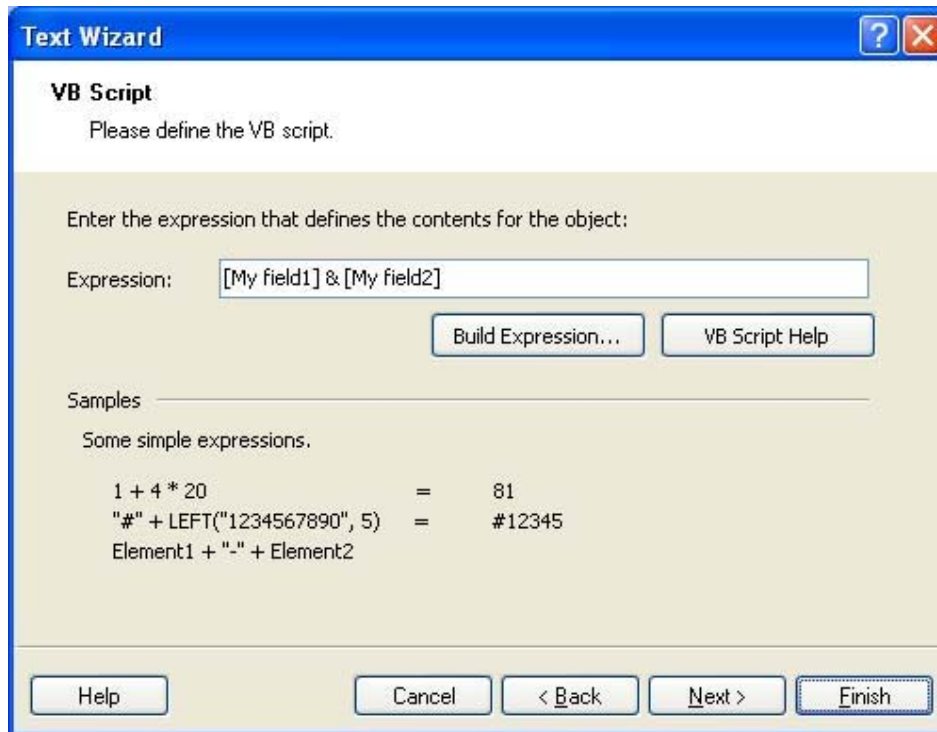 Text Wizard
VB Script
Please define the VB script.
Enter the expression that defines the contents for the object:
Expression: [My field1] & [My field2]
Build Expression... VB Script Help
Samples
Some simple expressions.
1 + 4 * 20 = 81
"#" + LEFT("1234567890", 5) = #12345
Element1 + "-" + Element2
Help Cancel < Back Next > Finish